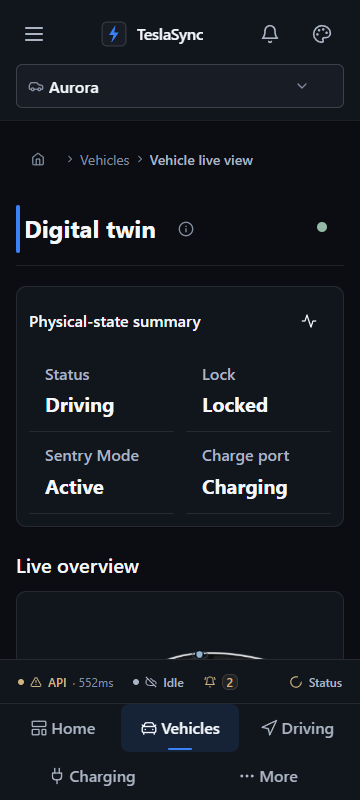 TeslaSync
Aurora
Vehicles
Vehicle live view
Digital twin
Physical-state summary
Status
Lock
Driving
Locked
Sentry Mode
Charge port
Active
Charging
Live overview
API · 552ms
Idle
2
Status
Home
Vehicles
Driving
Charging
More